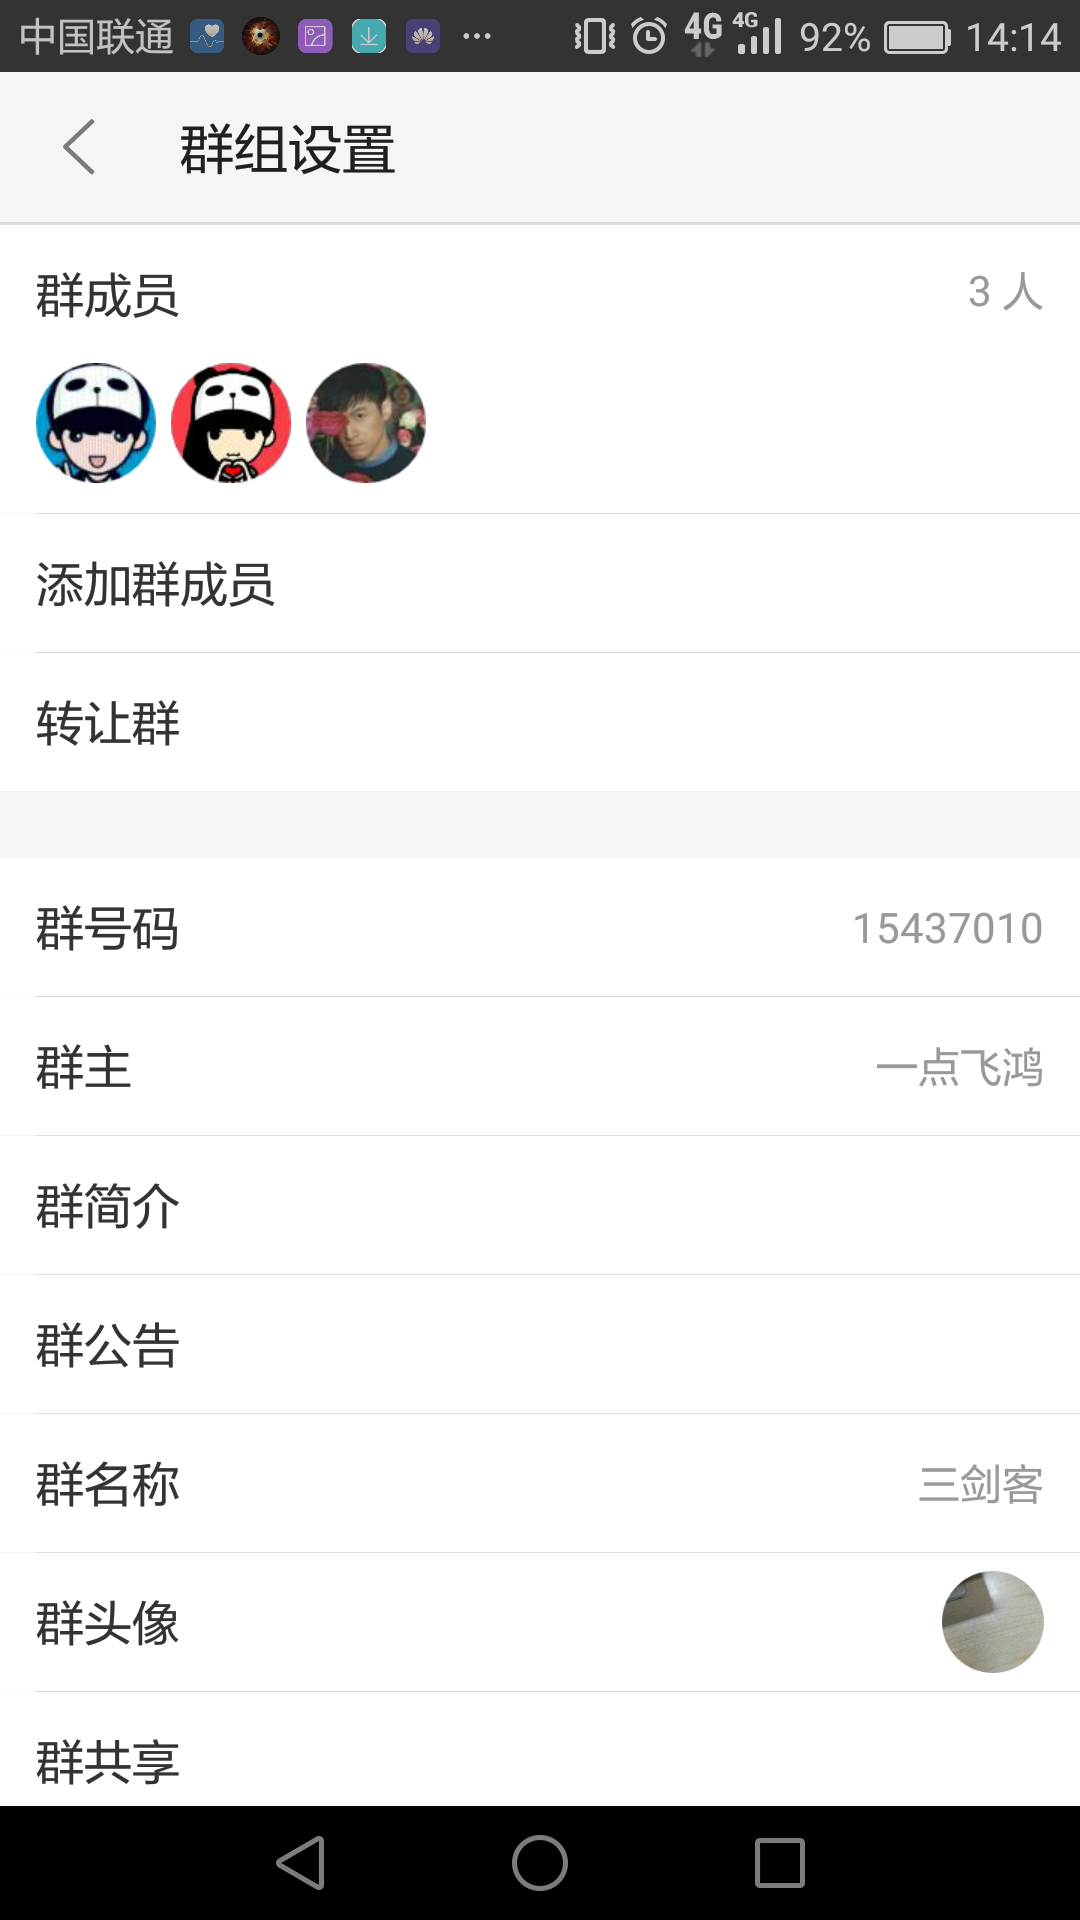 中国联通 4G 4G 92% 14:14
群组设置
群成员 3 人
添加群成员
转让群
群号码 15437010
群主 一点飞鸿
群简介
群公告
群名称 三剑客
群头像
群共享